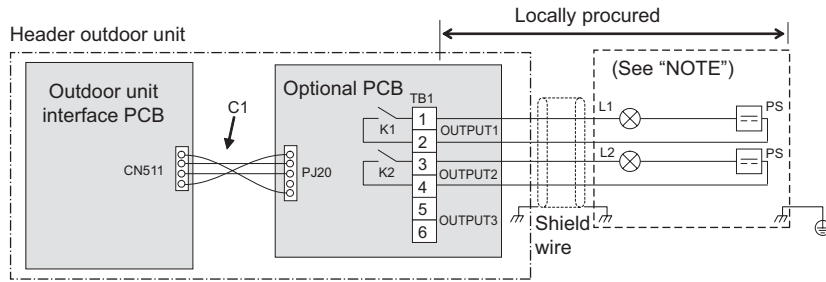 Locally procured
Header outdoor unit
(See “NOTE”)
Outdoor unit
interface PCB
C1
Optional PCB
TB1
L1
PS
1
K1
OUTPUT1
2
L2
PS
CN511
PJ20
3
K2
OUTPUT2
4
5
OUTPUT3
6
Shield
wire